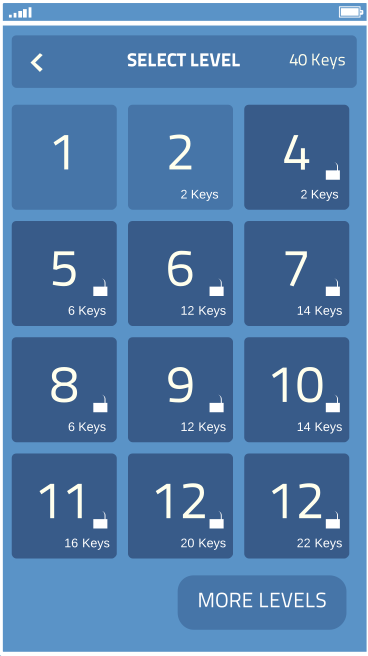 SELECT LEVEL 40 Keys
1 2 4
2 Keys 2 Keys
5 6 7
6 Keys 12 Keys 14 Keys
8 9 10
6 Keys 12 Keys 14 Keys
11 12 12
16 Keys 20 Keys 22 Keys
MORE LEVELS